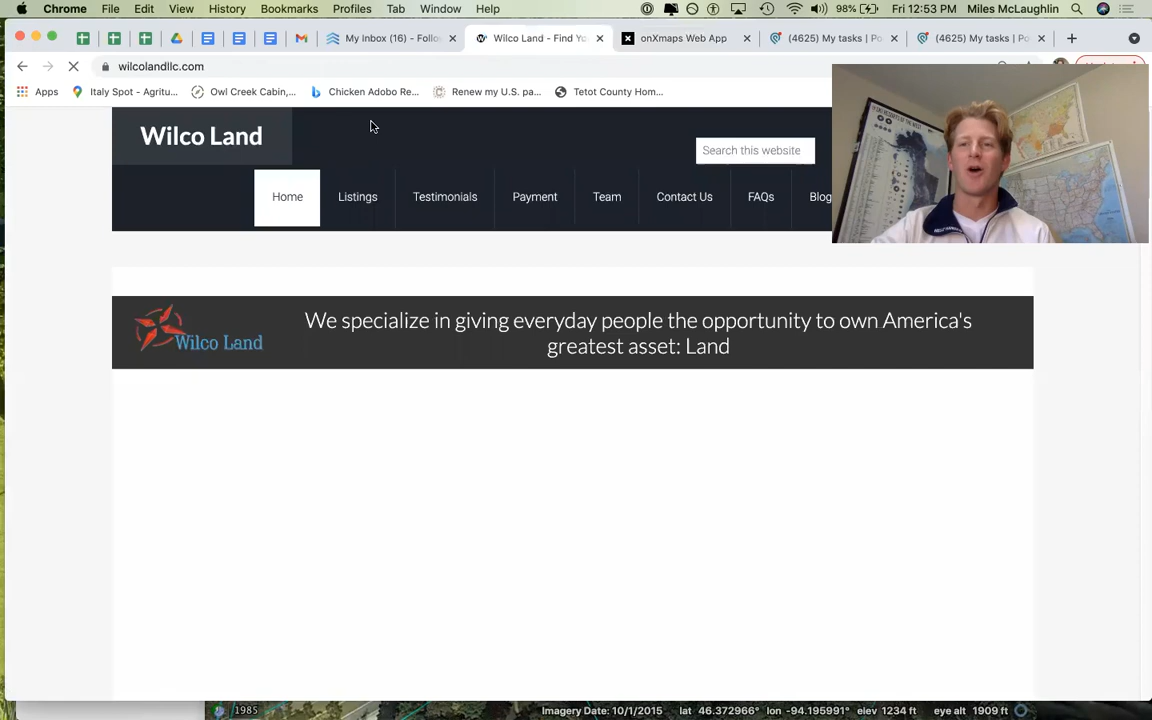 Chrome File Edit View History Bookmarks Profiles Tab Window Help 98% Fri 12:53 PM Miles McLaughlin
My Inbox (16) - Follo Wilco Land - Find Yo onXmaps Web App (4625) My tasks | Po (4625) My tasks | Po
wilcolandllc.com
Apps Italy Spot - Agritu... Owl Creek Cabin,... Chicken Adobo Re... Renew my U.S. pa... Tetot County Hom...
Wilco Land
Search this website
Home Listings Testimonials Payment Team Contact Us FAQs Blog
Wilco Land
We specialize in giving everyday people the opportunity to own America's
greatest asset: Land
1985 Imagery Date: 10/1/2015 lat 46.372966° lon -94.195991° elev 1234 ft eye alt 1909 ft